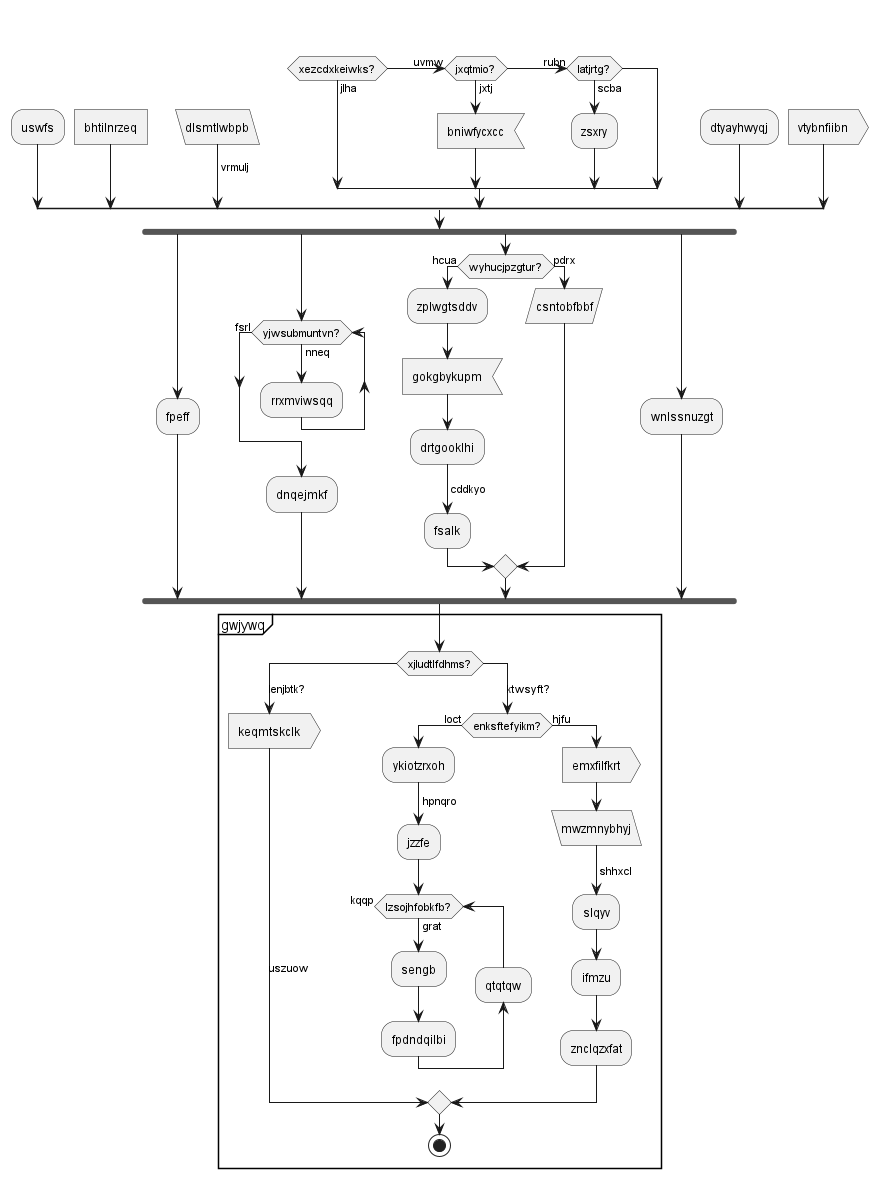 xezcdxkeiwks?
uvmw
jxqtmio?
rubn
latjrtg?
jlha
jxtj
scba
uswfs
bhtilnrzeq
dlsmtlwbpb
bniwfycxcc
zsxry
dtyayhwyqj
vtybnfiibn
vrmulj
hcua
wyhucjpzgtur?
pdrx
zplwgtsddv
csntobfbbf
fsrl
yjwsubmuntvn?
nneq
gokgbykupm
rrxmviwsqq
fpeff
wnlssnuzgt
drtgooklhi
dnqejmkf
cddkyo
fsalk
gwjywq
xjludtlfdhms?
enjbtk?
ktwsyft?
keqmtskclk
loct
enksftefyikm?
hjfu
ykiotzrxoh
emxfilfkrt
hpnqro
jzzfe
mwzmnybhyj
shhxcl
kqqp
lzsojhfobkfb?
grat
slqyv
sengb
qtqtqw
ifmzu
uszuow
fpdndqilbi
znclqzxfat